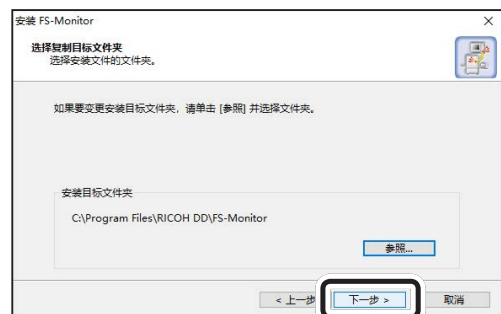 安装 FS-Monitor
选择复制目标文件夹
选择安装文件的文件夹。
如果要变更安装目标文件夹，请单击 [参照] 并选择文件夹。
安装目标文件夹
C:\Program Files\RICOH DD\FS-Monitor
参照...
< 上一步 下一步 > 取消